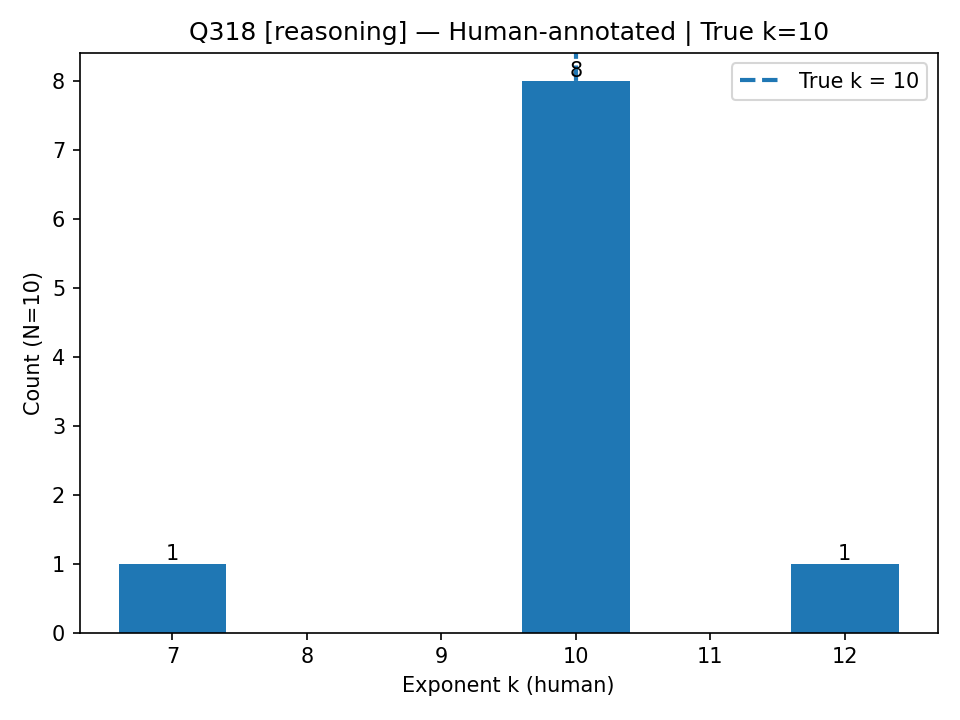 Q318 [reasoning] — Human-annotated | True k=10
True k = 10
Count (N=10)
8
7
6
5
4
3
2
1
0
1
8
1
7 8 9 10 11 12
Exponent k (human)